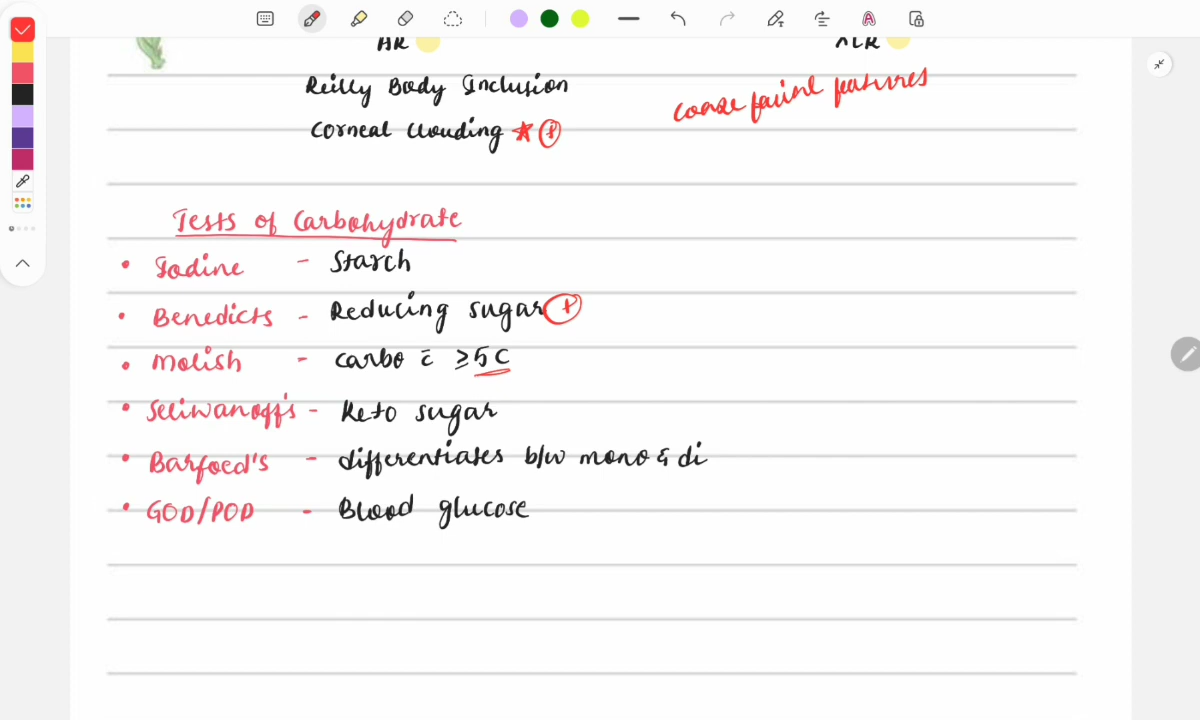 AR XLR
Reilly Body Inclusion
coarse facial features
Corneal Clouding ★ +
Tests of Carbohydrate
• Iodine - Starch
• Benedicts - Reducing sugar +
• Molish - carbo c̄ ≥5C
• Seliwanoff's - Keto sugar
• Barfoed's - differentiates b/w mono & di
• GOD/POD - Blood glucose